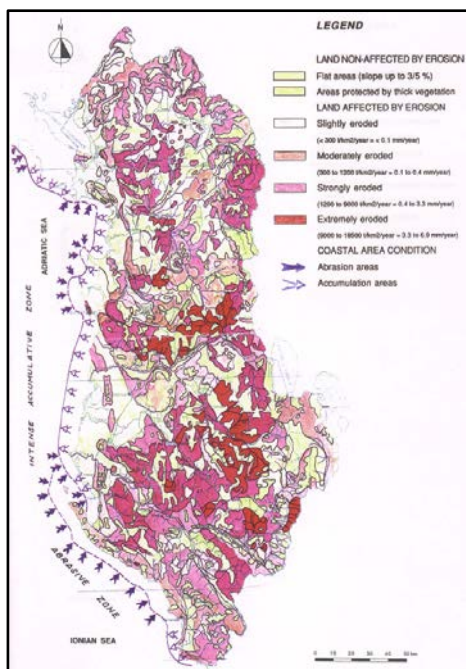 N
LEGEND
LAND NON-AFFECTED BY EROSION
Flat areas (slope up to 3/5 %)
Areas protected by thick vegetation
LAND AFFECTED BY EROSION
Slightly eroded
Moderately eroded
Strongly eroded
Extremely eroded
COASTAL AREA CONDITION
Abrasion areas
Accumulation areas
ADRIATIC SEA
INTENSE ACCUMULATIVE ZONE
ABRASIVE ZONE
IONIAN SEA